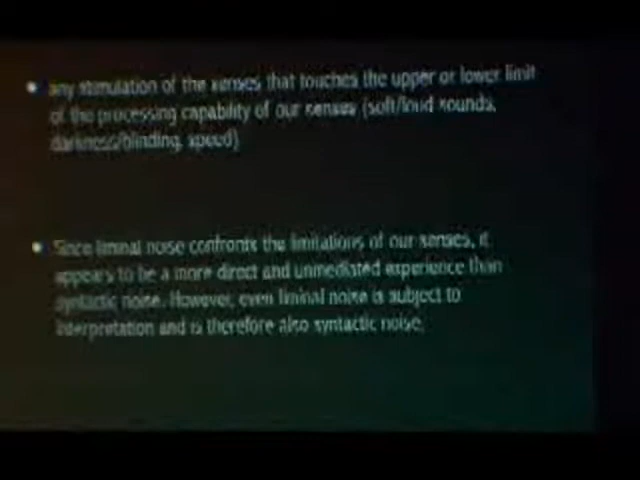 • any stimulation of the senses that touches the upper or lower limit
of the processing capability of our senses (soft/loud sounds,
darkness/blinding, speed)
• Since liminal noise confronts the limitations of our senses, it
appears to be a more direct and unmediated experience than
syntactic noise. However, even liminal noise is subject to
interpretation and is therefore also syntactic noise.